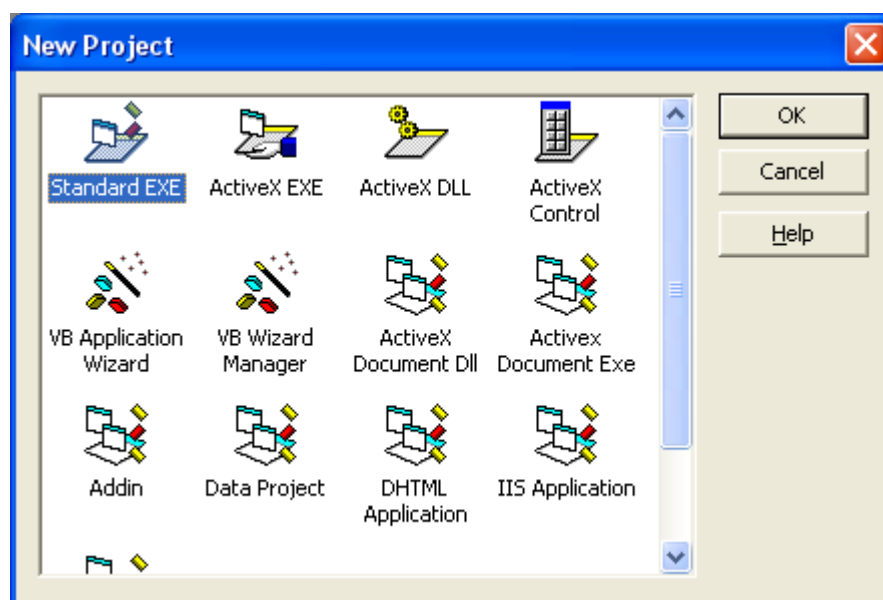 New Project
Standard EXE
ActiveX EXE
ActiveX DLL
ActiveX
Control
VB Application
Wizard
VB Wizard
Manager
ActiveX
Document Dll
Activex
Document Exe
Addin
Data Project
DHTML
Application
IIS Application
OK
Cancel
Help